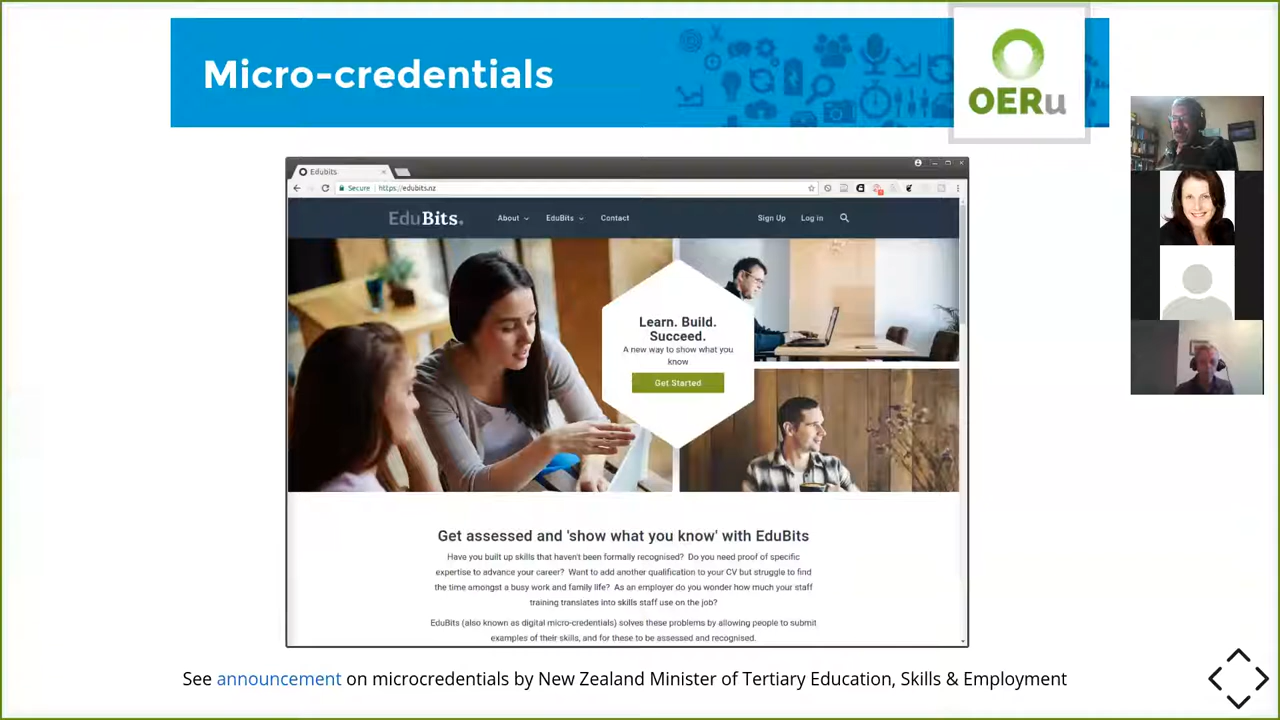 Micro-credentials
OERu
Edubits
Secure
https://edubits.nz
EduBits.
About
EduBits
Contact
Sign Up
Log in
Learn. Build.
Succeed.
A new way to show what you
know
Get Started
Get assessed and 'show what you know' with EduBits
Have you built up skills that haven't been formally recognised? Do you need proof of specific
expertise to advance your career? Want to add another qualification to your CV but struggle to find
the time amongst a busy work and family life? As an employer do you wonder how much your staff
training translates into skills staff use on the job?
EduBits (also known as digital micro-credentials) solves these problems by allowing people to submit
examples of their skills, and for these to be assessed and recognised.
See announcement on microcredentials by New Zealand Minister of Tertiary Education, Skills & Employment